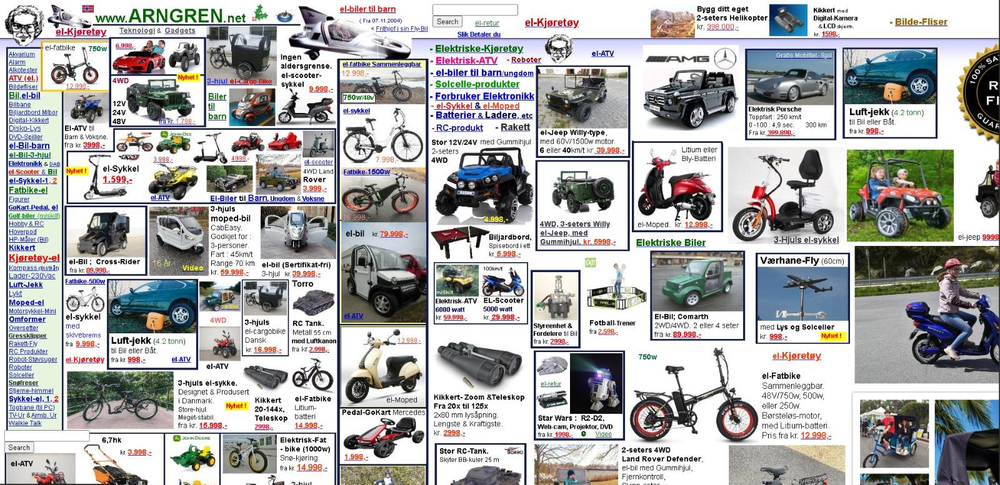 www.ARNGREN.net
Teknologi & Gadgets
el-Kjøretøy
el-biler til barn
( Fra 07.11.2004)
< Frithjof i sin Fly-Bil
Search
el-retur
Slik Betaler du
el-Kjøretøy
Bygg ditt eget
2-seters Helikopter
kr. 398.000,-
Kikkert med
Digital-Kamera
& LCD skjerm.
kr. 1598,-
- Bilde-Fliser
Akvarium
Alarm
Alkotester
ATV (el.)
Bildefliser
Bil,el-bil
Bilbane
Biljardbord M/bor
Digital-Kikkert
Disko-Lys
DVD-Spiller
El-Bil-barn
el-Bil-3-hjul
Elektronikk & DAB
el-Scooter & Bil
el-Sykkel-1, 2
Fatbike-el
Figurer
GoKart-Pedal, el
Golf-biler (m/skilt)
Hobby & RC
Hoverpod
HP-Måler (Bil)
Kikkert
Kjøretøy-el
Kompass (Bil/Båt)
Lader-230Vac
Luft-Jekk
Lykt
Moped-el
Motorsykkel-Mini
Omformer
Oversetter
Gressklipper
Rakett-Fly
RC Produkter
Robot-Støvsuger
Roboter
Solceller
Snøfreser
Stjerne-himmel
Sykkel-el, 1, 2
Togbane (til PC)
TV-Ur & Armb. Ur
Walkie Talk
Search
el-fatbike 750w
12.998,-
6.998,-
Nyhet !
4WD
12V
24V
48V
fra kr. 1.798,-
3-hjul el-Cargo-Bike
Biler
til
barn
Ingen
aldersgrense.
el-scooter-
sykkel
9.998,-
El-ATV til
Barn & Voksne.
fra kr. 3998,-
JOHN DEERE
3.998,-
4998,-
el-scooter
Nyhet !
el-Sykkel
1.599,-
el-ATV
4WD Land
Rover
3.999,-
El-Biler til Barn, Ungdom & Voksne
el-Bil ; Cross-Rider
fra kr. 89.998,-
16 år
Video
3-hjuls
moped-bil
CabEasy.
Godkjet for :
3-personer.
Fart : 45km/t
Range 70 km
kr. 59.998,-
el-bil (Sertifikat-fri)
3-hjul kr. 39.998,-
Fatbike-500w
el-sykkel
med
skivebrems
fra 9.998,-
el-Kjøretøy
Luft-jekk (4.2 tonn)
til Bil eller Båt.
fra kr. 998,-
el-ATV
79.998
4WD
el-ATV
3-hjuls
el-cargobike
Dansk
kr. 16.998,-
Torro
RC Tank.
Metall 55 cm
med Luftkanon
fra kr. 2.998,-
3-hjuls el-sykke.
Designet & Produsert
i Danmark.
Store-hjul.
Meget-stabil.
fra kr. 15.998,-
Nyhet !
Kikkert
20-144x,
Teleskop
2998,-
el-Fatbike
Litium-
batteri
14.998,-
el-ATV
6,7hk
kr. 3.998,-
JOHN DEERE
Elektrisk-Fat
- bike (1000w)
Snø-kjøring
fra kr. 14.998,-
3-hjul
el-fatbike Sammenleggbar
12.998,-
750w/48v
el-sykkel
7.998,-
Fatbike-1500w
16.998,-
el-bil kr. 79.998,-
el-ATV
12.998,-
el-Moped
Pedal-GoKart Mercedes
1.998,-
- Elektriske-Kjøretøy
- Elektrisk-ATV - Roboter
- el-biler til barn/ungdom
- Solcelle-produkter
- Forbruker Elektronikk
- el-Sykkel & el-Moped
- Batterier & Ladere, etc
- RC-produkt - Rakett
Stor 12V/24V med Gummihjul
2-seters
4WD
4.998,-
el-Jeep Willy-type,
med 60V/1500w motor.
6 eller 40km/t kr. 39.998,-
4WD, 3-seters Willy
el-Jeep, med
Gummihjul. kr. 5998,-
el-ATV
AMG
Gratis Mobiltel.-Spil
Elektrisk Porsche
Toppfart : 250 km/t
0 -100 : 4,9 sec. 300 km
Fra kr. 399.890,-
Luft-jekk (4.2 tonn)
til Bil eller Båt.
fra kr. 998,-
100% SA
GUAR
Litium eller
Bly-Batteri
el-Moped. kr. 12.998,-
3-Hjuls el-sykkel
el-jeep 9998
Biljardbord,
Spisebord i ett
kr. 5.998,-
m/Skilt
Elektrisk-ATV
6000 watt
kr. 59.998,-
100km/t
EL-Scooter
5000 watt
kr. 29.998,-
Styreenhet &
Fordelere til Bil
fra kr. 2998,-
Fotball-Trener
fra 2.598,-
Elektriske Biler
El-Bil; Comarth
2WD/4WD. 2 eller 4 seter
fra kr. 89.998,-
Værhane-Fly (60cm)
med Lys og Solceller
kr. 998,-
Nyhet !
Kikkert- Zoom &Teleskop
Fra 20x til 125x
2x80 mm lysåpning.
Lengste & Kraftigste.
kr. 2998,-
el-retur
Star Wars ; R2-D2,
Web-cam, Projektor, DVD
fra kr. 1998,- Video
750w
el-Kjøretøy
el-Fatbike
Sammenleggbar.
48V/750w, 500w,
eller 250w.
Børsteløs-motor,
med Litium-batteri.
Pris fra kr. 12.998,-
Stor RC-Tank.
Skyter BB-kuler 25 m
TORRO
2-seters 4WD
Land Rover Defender,
el-bil med Gummihjul,
Fjernkontroll,